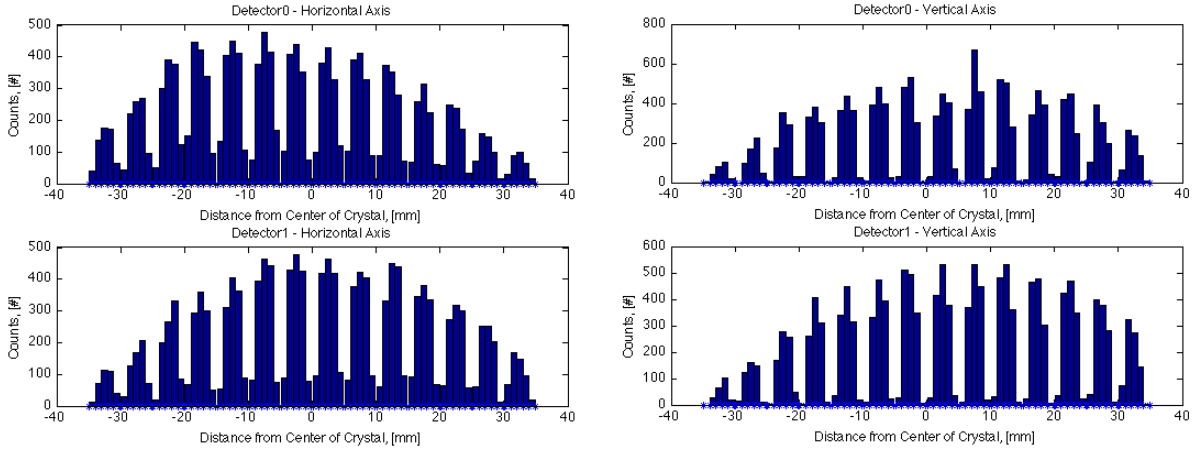 Detector0 - Horizontal Axis
500
400
300
200
100
0
Counts, [#]
-40 -30 -20 -10 0 10 20 30 40
Distance from Center of Crystal, [mm]
Detector0 - Vertical Axis
800
600
400
200
0
Counts, [#]
-40 -30 -20 -10 0 10 20 30 40
Distance from Center of Crystal, [mm]
Detector1 - Horizontal Axis
500
400
300
200
100
0
Counts, [#]
-40 -30 -20 -10 0 10 20 30 40
Distance from Center of Crystal, [mm]
Detector1 - Vertical Axis
600
500
400
300
200
100
0
Counts, [#]
-40 -30 -20 -10 0 10 20 30 40
Distance from Center of Crystal, [mm]